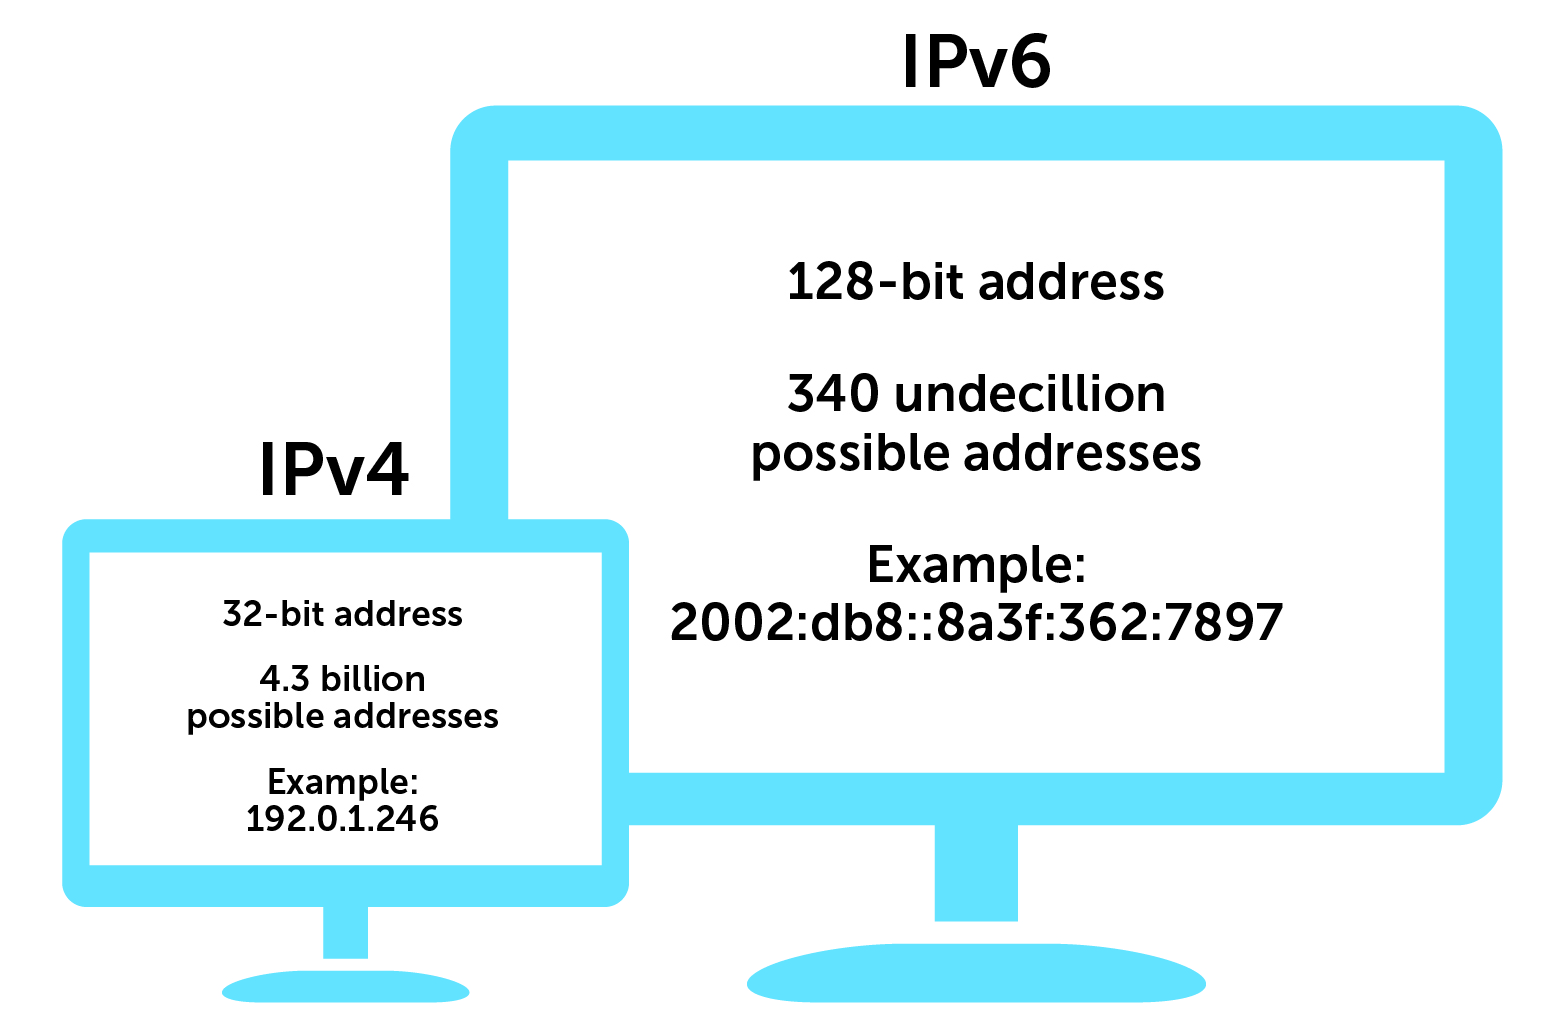 IPv6
128-bit address
340 undecillion
possible addresses
Example:
2002:db8::8a3f:362:7897
IPv4
32-bit address
4.3 billion
possible addresses
Example:
192.0.1.246